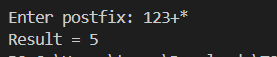 Enter postfix: 123+*
Result = 5